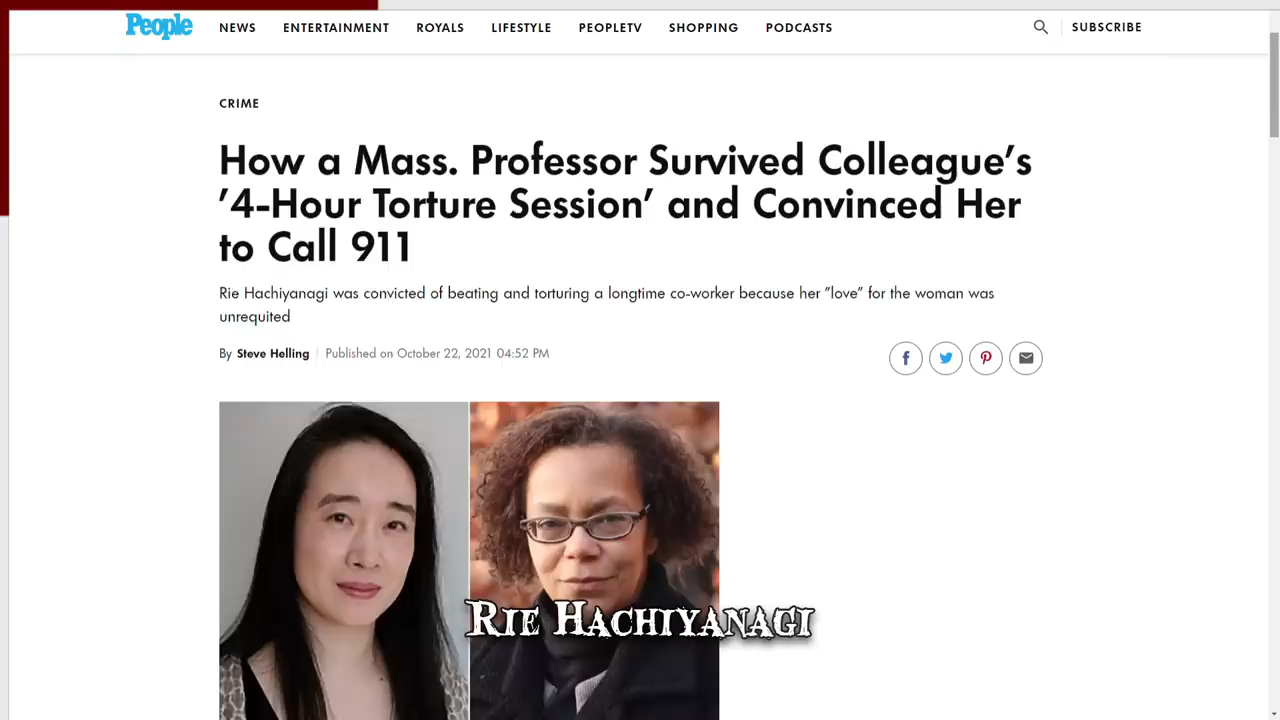 People NEWS ENTERTAINMENT ROYALS LIFESTYLE PEOPLETV SHOPPING PODCASTS SUBSCRIBE
CRIME
How a Mass. Professor Survived Colleague's
'4-Hour Torture Session' and Convinced Her
to Call 911
Rie Hachiyanagi was convicted of beating and torturing a longtime co-worker because her "love" for the woman was
unrequited
By Steve Helling | Published on October 22, 2021 04:52 PM
RIE HACHIYANAGI